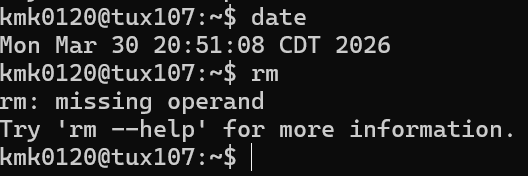 kmk0120@tux107:~$ date
Mon Mar 30 20:51:08 CDT 2026
kmk0120@tux107:~$ rm
rm: missing operand
Try 'rm --help' for more information.
kmk0120@tux107:~$